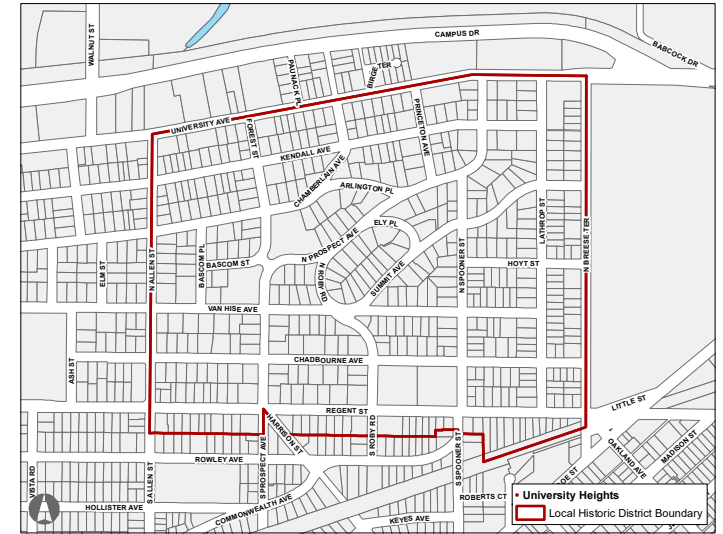 WALNUT ST
CAMPUS DR
BABCOCK DR
PAUNACK PL
BIRGE TER
UNIVERSITY AVE
FOREST ST
PRINCETON AVE
KENDALL AVE
CHAMBERLAIN AVE
ARLINGTON PL
ELY PL
LATHROP ST
N PROSPECT AVE
ELM ST
N ALLEN ST
BASCOM PL
BASCOM ST
N ROBY RD
SUMMIT AVE
N SPOONER ST
HOYT ST
N BREESE TER
VAN HISE AVE
ASH ST
CHADBOURNE AVE
REGENT ST
LITTLE ST
HARRISON ST
S ROBY RD
S SPOONER ST
ROWLEY AVE
S PROSPECT AVE
S ALLEN ST
OAKLAND AVE
MADISON ST
VISTA RD
HOLLISTER AVE
COMMONWEALTH AVE
KEYES AVE
ROBERTS CT
OE ST
University Heights
Local Historic District Boundary